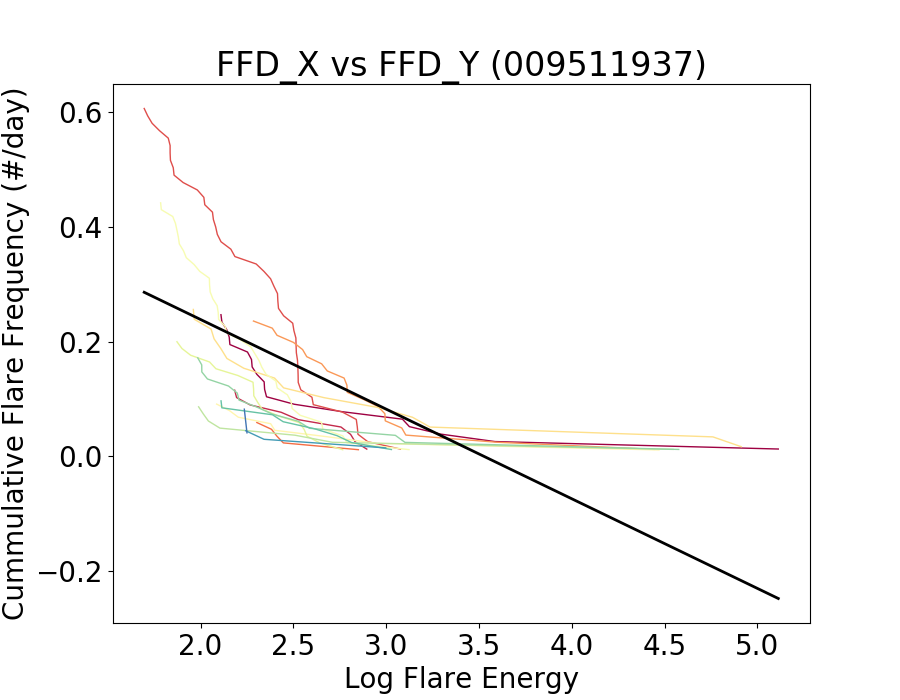 FFD_X vs FFD_Y (009511937)
Cummulative Flare Frequency (#/day)
0.6
0.4
0.2
0.0
−0.2
2.0 2.5 3.0 3.5 4.0 4.5 5.0
Log Flare Energy